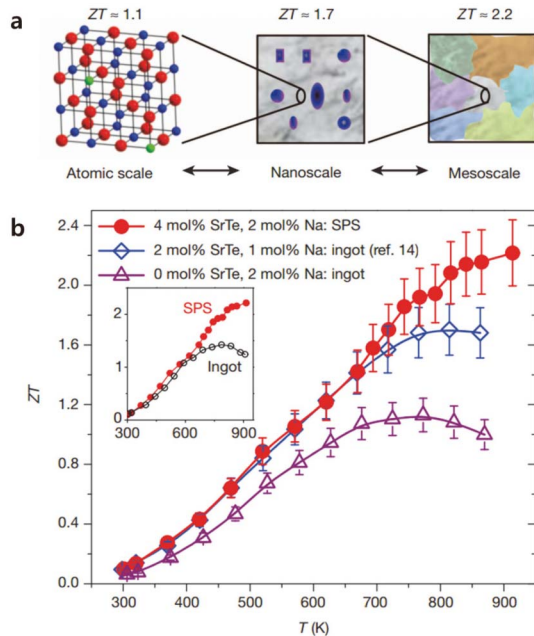 a
ZT ≈ 1.1
ZT ≈ 1.7
ZT ≈ 2.2
Atomic scale
Nanoscale
Mesoscale
b
2.4
2.0
1.6
1.2
0.8
0.4
0.0
ZT
4 mol% SrTe, 2 mol% Na: SPS
2 mol% SrTe, 1 mol% Na: ingot (ref. 14)
0 mol% SrTe, 2 mol% Na: ingot
2
1
0
SPS
Ingot
300 600 900
300 400 500 600 700 800 900
T (K)